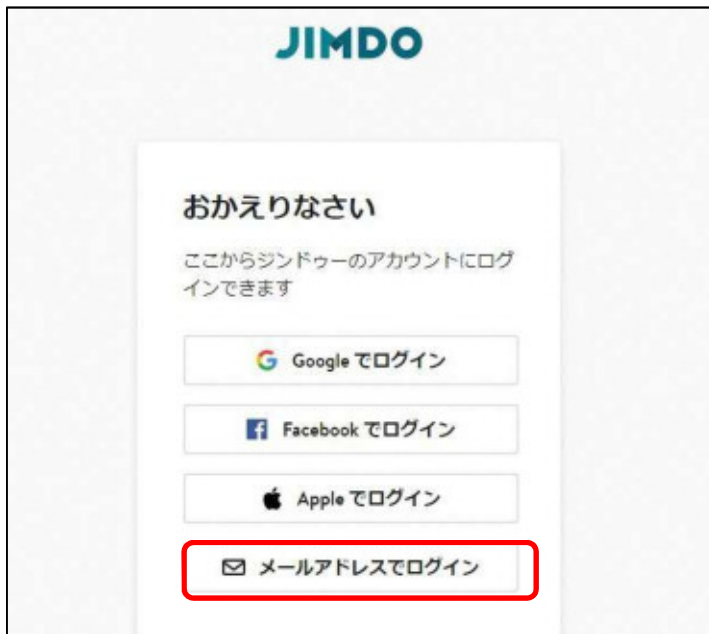 JIMDO
おかえりなさい
ここからジンドゥーのアカウントにログ
インできます
Google でログイン
Facebook でログイン
Apple でログイン
メールアドレスでログイン